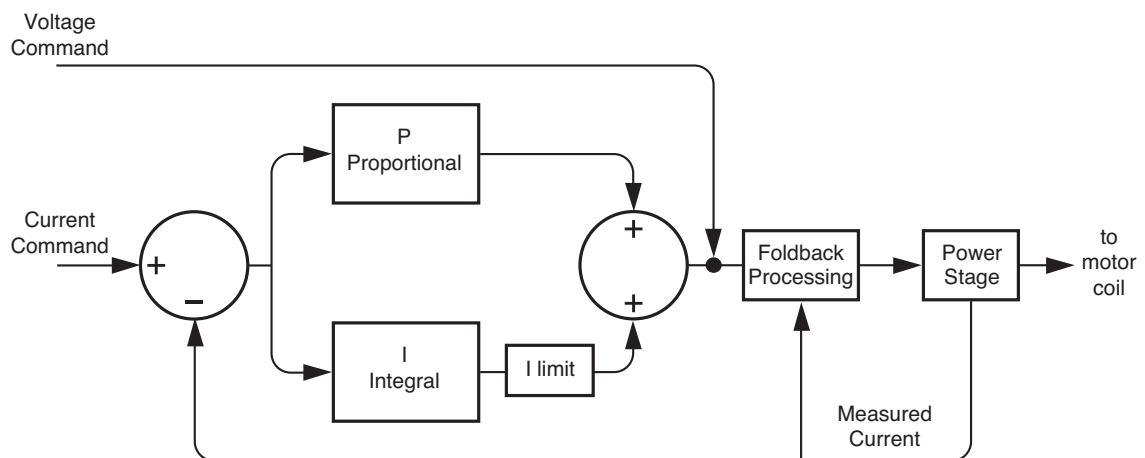 Voltage
Command
P
Proportional
Current
Command
+
−
+
+
Foldback
Processing
Power
Stage
to
motor
coil
I
Integral
I limit
Measured
Current